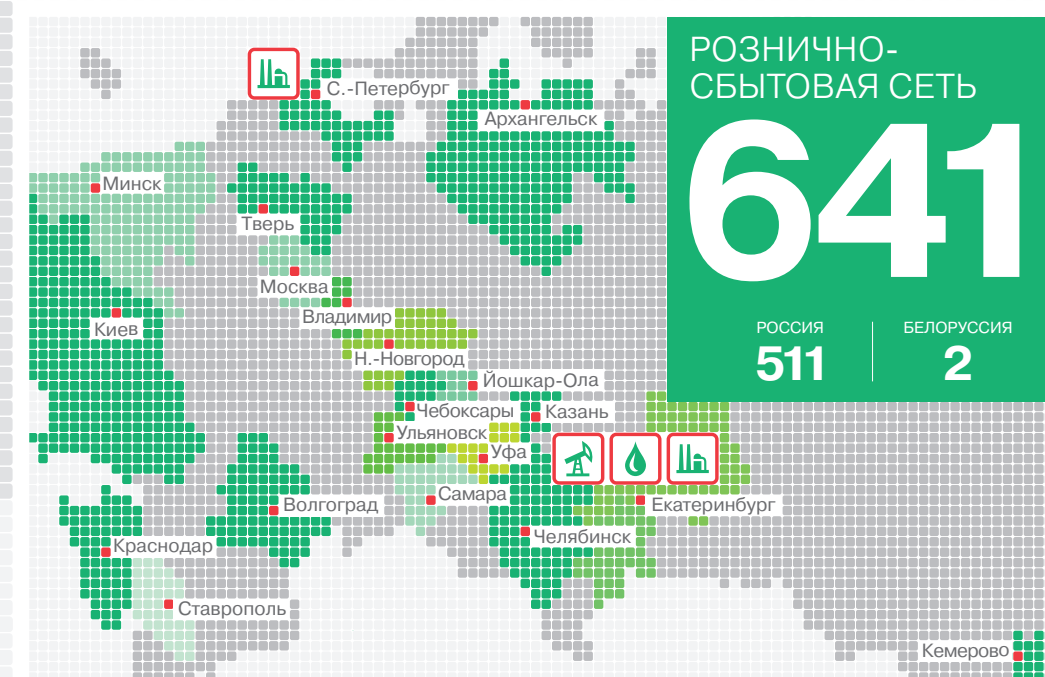 РОЗНИЧНО-
СБЫТОВАЯ СЕТЬ
641
РОССИЯ
БЕЛОРУССИЯ
511
2
С.-Петербург
Архангельск
Минск
Тверь
Москва
Владимир
Киев
Н.-Новгород
Йошкар-Ола
Чебоксары
Казань
Ульяновск
Уфа
Самара
Екатеринбург
Волгоград
Челябинск
Краснодар
Ставрополь
Кемерово